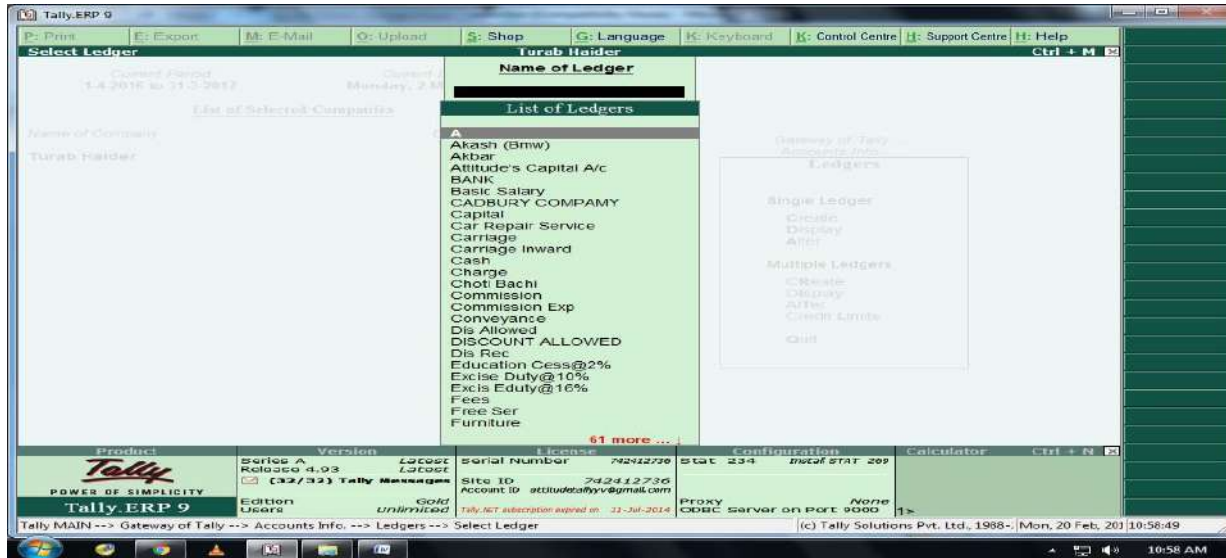 Tally.ERP 9
P: Print E: Export M: E-Mail O: Upload S: Shop G: Language K: Keyboard K: Control Centre H: Support Centre H: Help
Select Ledger Turab Haider Ctrl + M
Name of Ledger
Current Period
1-4-2016 to 31-3-2017
List of Selected Companies
Name of Company
Turab Haider
List of Ledgers
A
Akash (Bmw)
Akbar
Attitude's Capital A/c
BANK
Basic Salary
CADBURY COMPAMY
Capital
Car Repair Service
Carriage
Carriage Inward
Cash
Charge
Choti Bachi
Commission
Commission Exp
Conveyance
Dis Allowed
DISCOUNT ALLOWED
Dis Rec
Education Cess@2%
Excise Duty@10%
Excis Eduty@16%
Fees
Free Ser
Furniture
61 more ... ↓
Gateway of Tally ...
Accounts Info. ...
Ledgers
Single Ledger
Create
Display
Alter
Multiple Ledgers
CReate
DIsplay
ALter
Credit Limits
Quit
Product Version License Configuration Calculator Ctrl + N
Tally
POWER OF SIMPLICITY
Tally.ERP 9
Series A Latest
Release 4.93 Latest
(32/32) Tally Messages
Edition Gold
Users Unlimited
Serial Number 742412736
Site ID 742412736
Account ID attitudetallyyv@gmail.com
Tally.NET subscription expired on 31-Jul-2014
Stat 234 Install STAT 269
Proxy None
ODBC Server on Port 9000
1>
Tally MAIN --> Gateway of Tally --> Accounts Info. --> Ledgers --> Select Ledger (c) Tally Solutions Pvt. Ltd., 1988-. Mon, 20 Feb, 201 10:58:49
10:58 AM